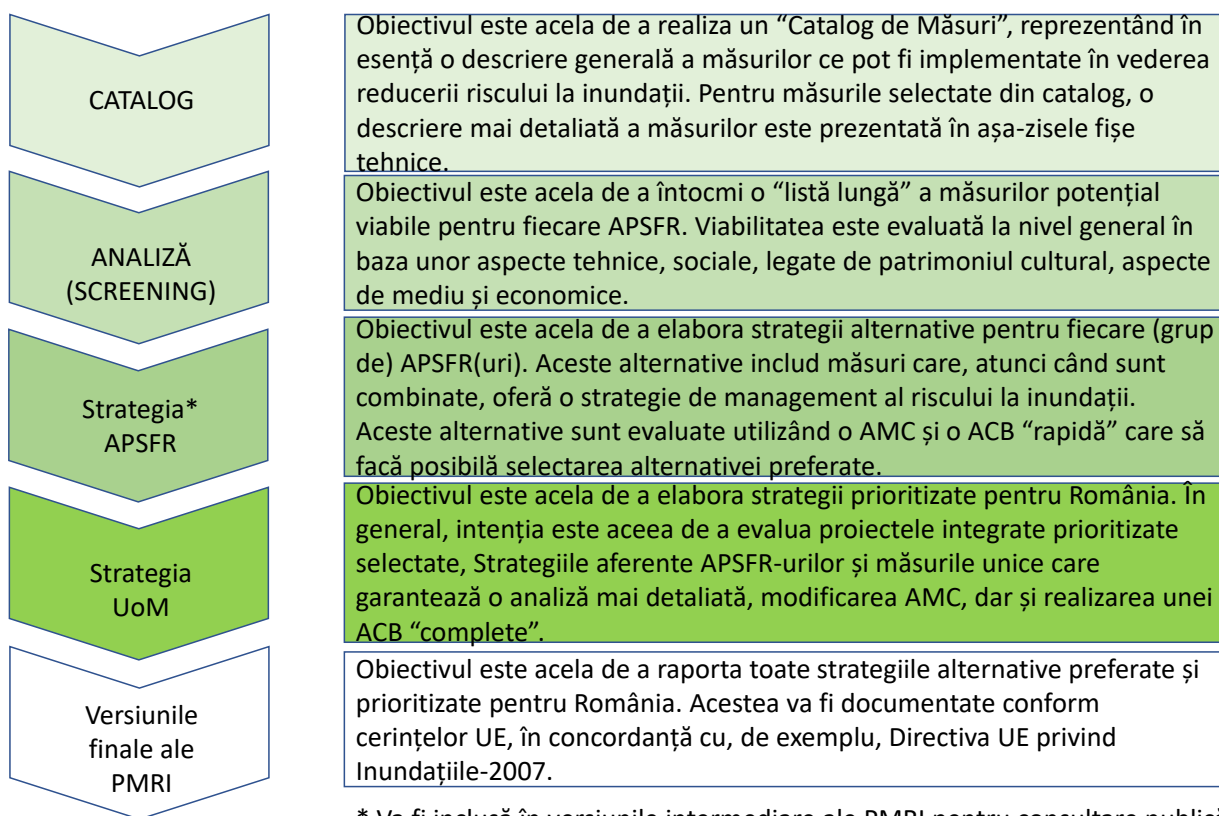 CATALOG
Obiectivul este acela de a realiza un “Catalog de Măsuri”, reprezentând în
esență o descriere generală a măsurilor ce pot fi implementate în vederea
reducerii riscului la inundații. Pentru măsurile selectate din catalog, o
descriere mai detaliată a măsurilor este prezentată în așa-zisele fișe
tehnice.
ANALIZĂ
(SCREENING)
Obiectivul este acela de a întocmi o “listă lungă” a măsurilor potențial
viabile pentru fiecare APSFR. Viabilitatea este evaluată la nivel general în
baza unor aspecte tehnice, sociale, legate de patrimoniul cultural, aspecte
de mediu și economice.
Strategia*
APSFR
Obiectivul este acela de a elabora strategii alternative pentru fiecare (grup
de) APSFR(uri). Aceste alternative includ măsuri care, atunci când sunt
combinate, oferă o strategie de management al riscului la inundații.
Aceste alternative sunt evaluate utilizând o AMC și o ACB “rapidă” care să
facă posibilă selectarea alternativei preferate.
Strategia
UoM
Obiectivul este acela de a elabora strategii prioritizate pentru România. În
general, intenția este aceea de a evalua proiectele integrate prioritizate
selectate, Strategiile aferente APSFR-urilor și măsurile unice care
garantează o analiză mai detaliată, modificarea AMC, dar și realizarea unei
ACB “complete”.
Versiunile
finale ale
PMRI
Obiectivul este acela de a raporta toate strategiile alternative preferate și
prioritizate pentru România. Acestea va fi documentate conform
cerințelor UE, în concordanță cu, de exemplu, Directiva UE privind
Inundațiile-2007.
* Va fi inclusă în versiunile intermediare ale PMRI pentru consultare publică